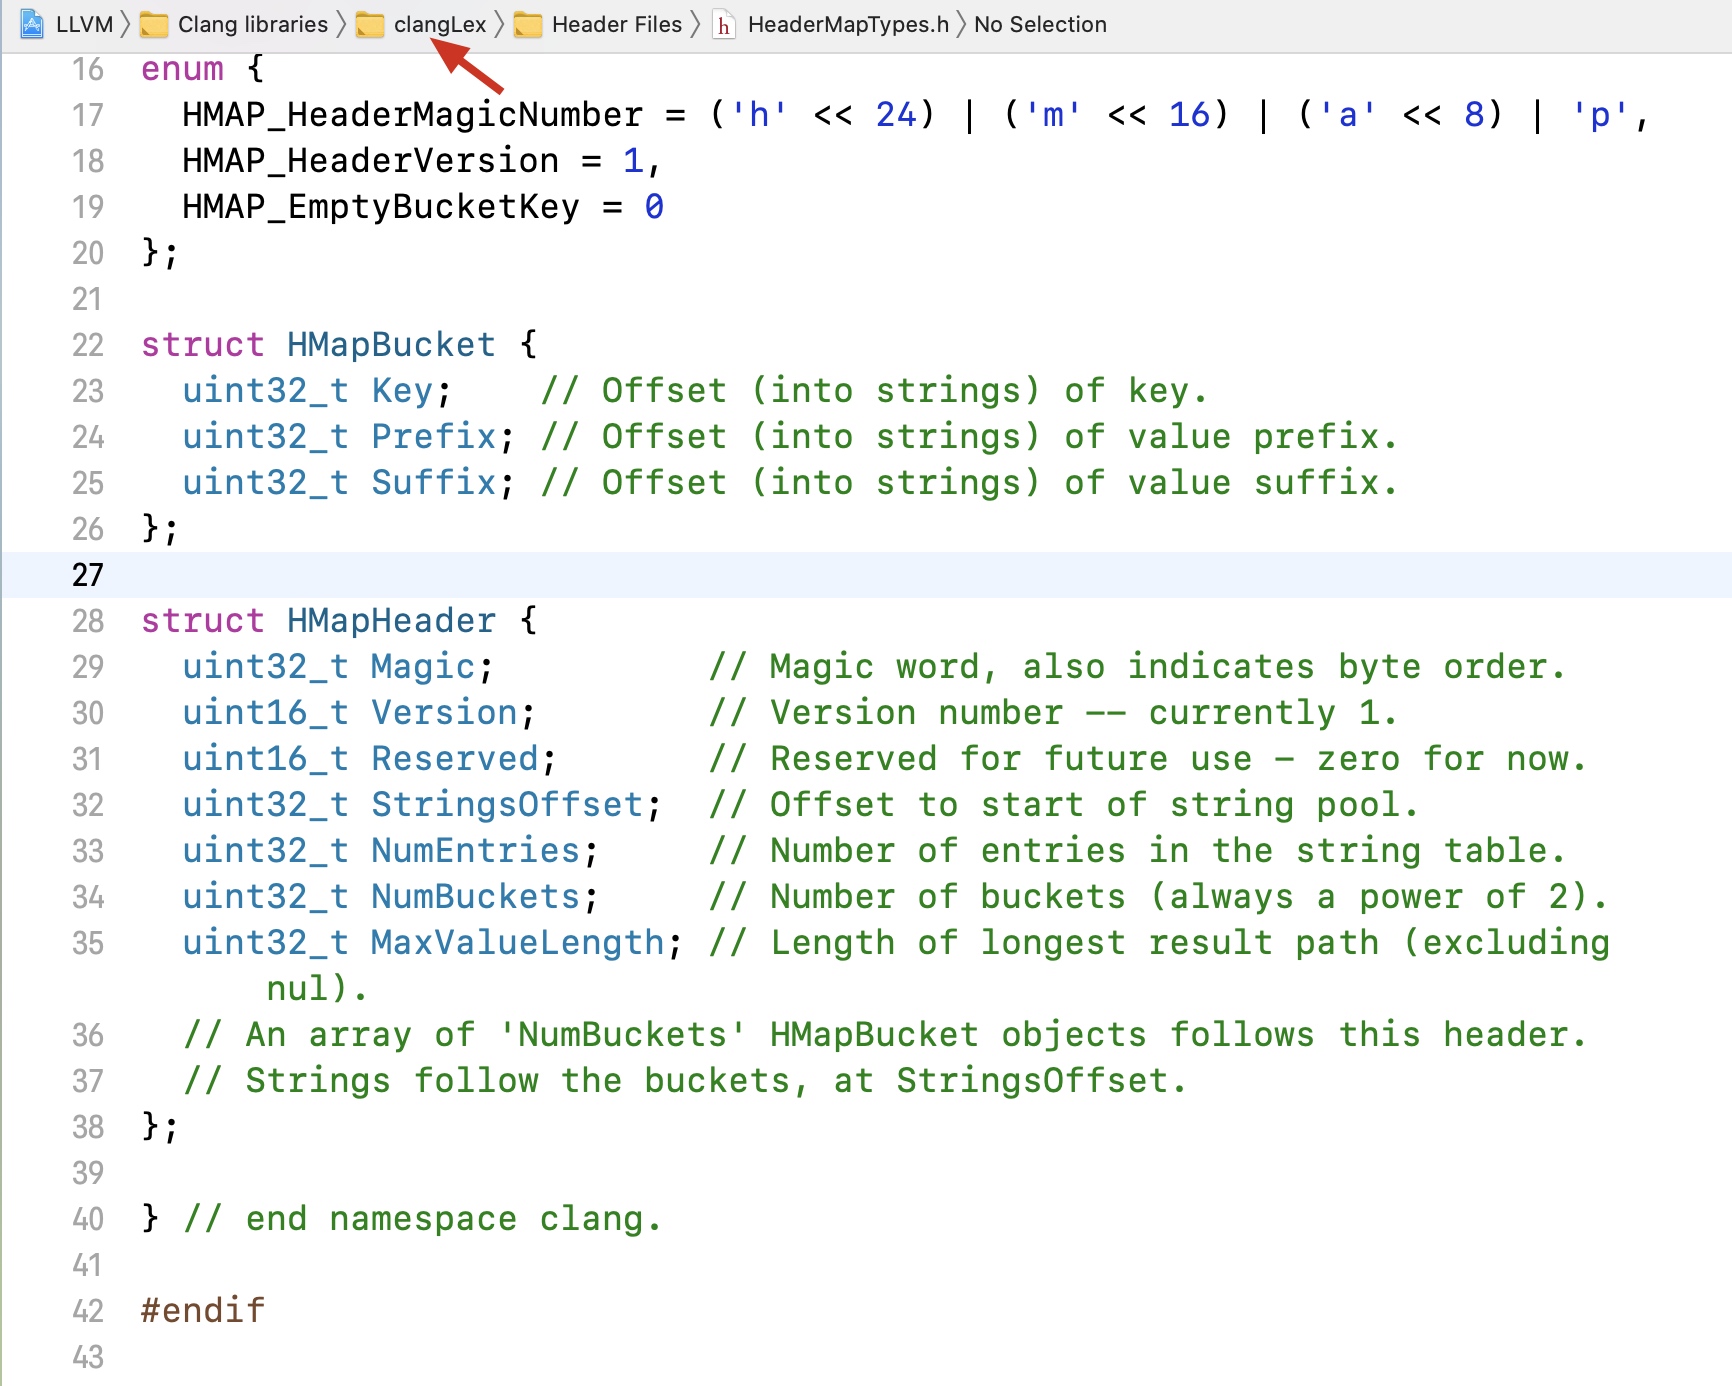 LLVM 〉 Clang libraries 〉 clangLex 〉 Header Files 〉 h HeaderMapTypes.h 〉 No Selection
16 enum {
17   HMAP_HeaderMagicNumber = ('h' << 24) | ('m' << 16) | ('a' << 8) | 'p',
18   HMAP_HeaderVersion = 1,
19   HMAP_EmptyBucketKey = 0
20 };
21
22 struct HMapBucket {
23   uint32_t Key;    // Offset (into strings) of key.
24   uint32_t Prefix; // Offset (into strings) of value prefix.
25   uint32_t Suffix; // Offset (into strings) of value suffix.
26 };
27
28 struct HMapHeader {
29   uint32_t Magic;          // Magic word, also indicates byte order.
30   uint16_t Version;        // Version number -- currently 1.
31   uint16_t Reserved;       // Reserved for future use - zero for now.
32   uint32_t StringsOffset;  // Offset to start of string pool.
33   uint32_t NumEntries;     // Number of entries in the string table.
34   uint32_t NumBuckets;     // Number of buckets (always a power of 2).
35   uint32_t MaxValueLength; // Length of longest result path (excluding
nul).
36   // An array of 'NumBuckets' HMapBucket objects follows this header.
37   // Strings follow the buckets, at StringsOffset.
38 };
39
40 } // end namespace clang.
41
42 #endif
43